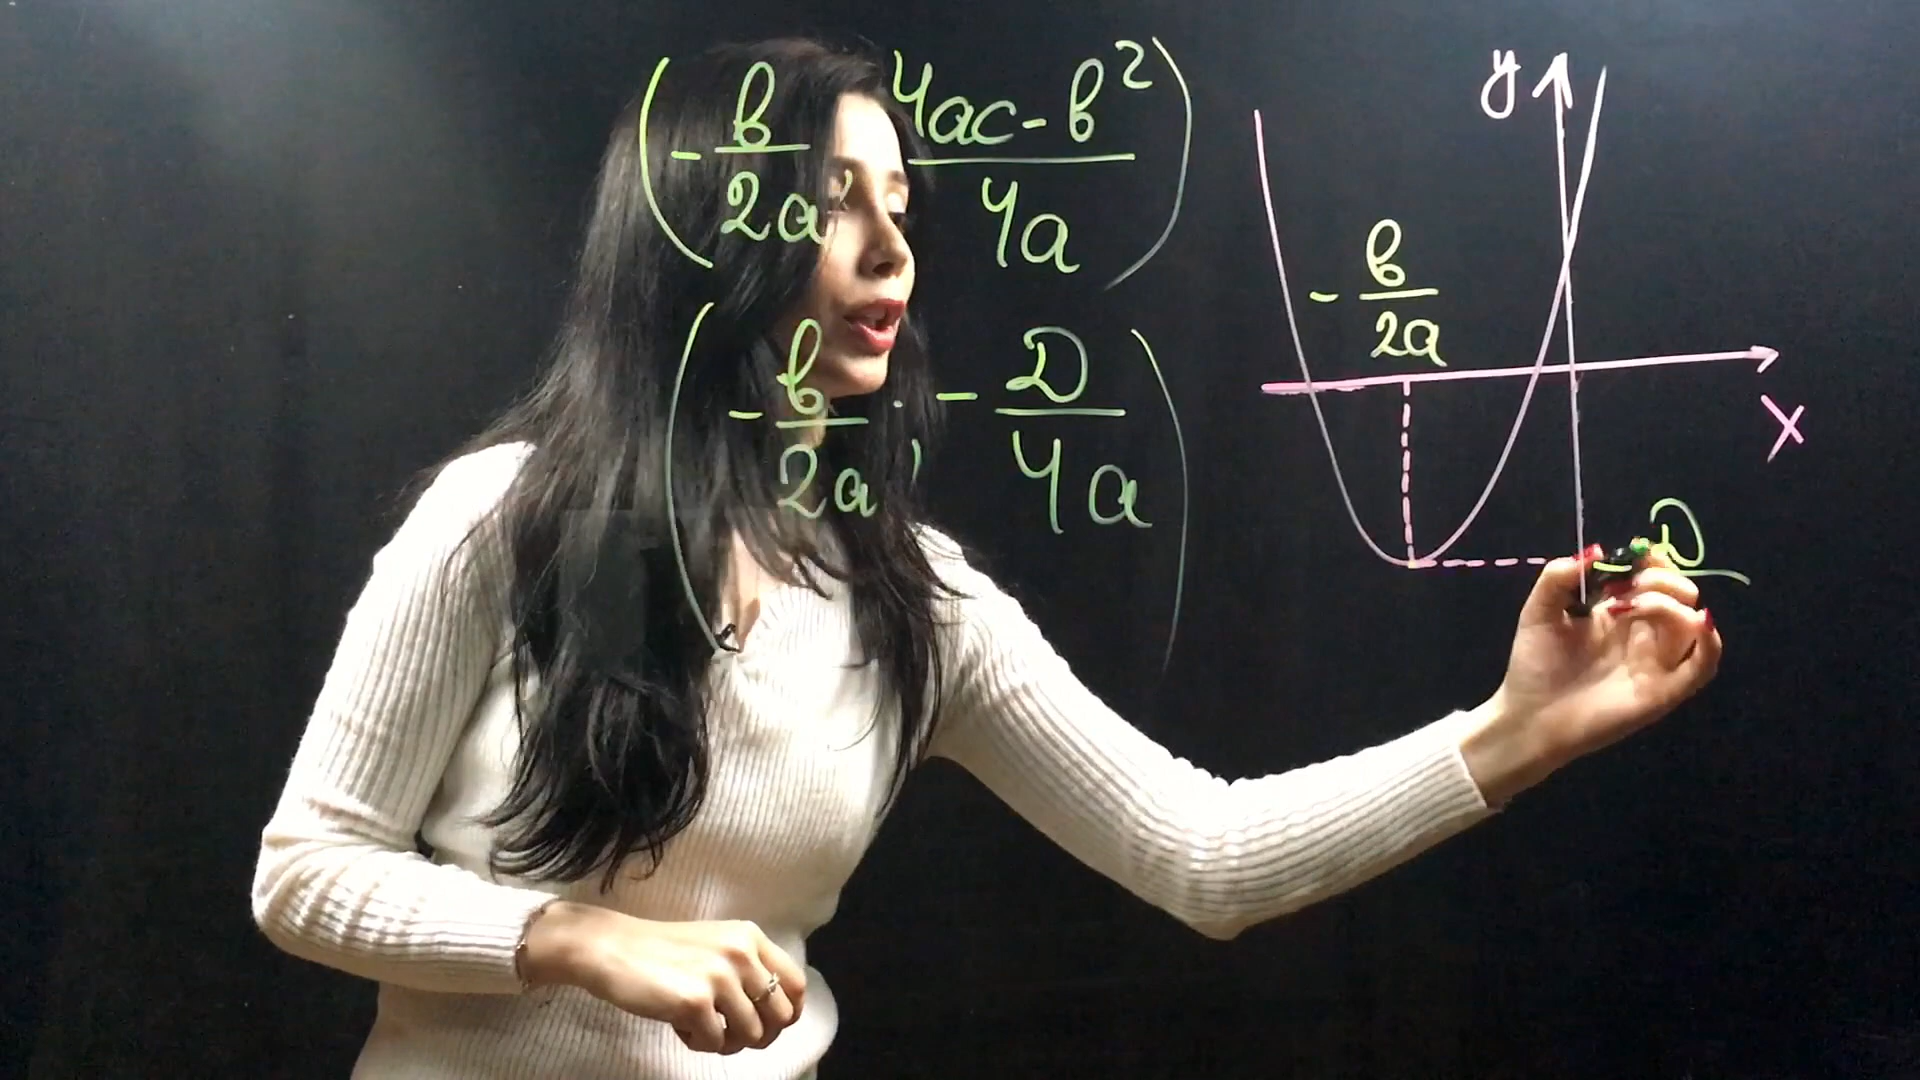 (-b/2a, 4ac-b²/4a)
(-b/2a, -D/4a)
y
-b/2a
x
-D